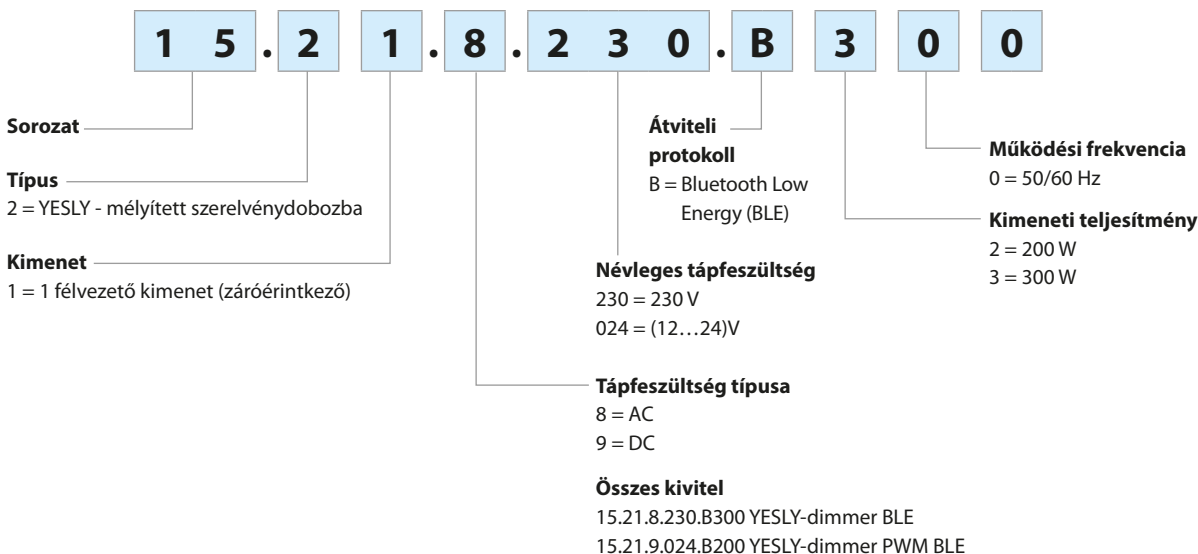 1 5 . 2 1 . 8 . 2 3 0 . B 3 0 0
Sorozat
Típus
2 = YESLY - mélyített szerelvénydobozba
Kimenet
1 = 1 félvezető kimenet (záróérintkező)
Átviteli
protokoll
B = Bluetooth Low
Energy (BLE)
Működési frekvencia
0 = 50/60 Hz
Kimeneti teljesítmény
2 = 200 W
3 = 300 W
Névleges tápfeszültség
230 = 230 V
024 = (12…24)V
Tápfeszültség típusa
8 = AC
9 = DC
Összes kivitel
15.21.8.230.B300 YESLY-dimmer BLE
15.21.9.024.B200 YESLY-dimmer PWM BLE